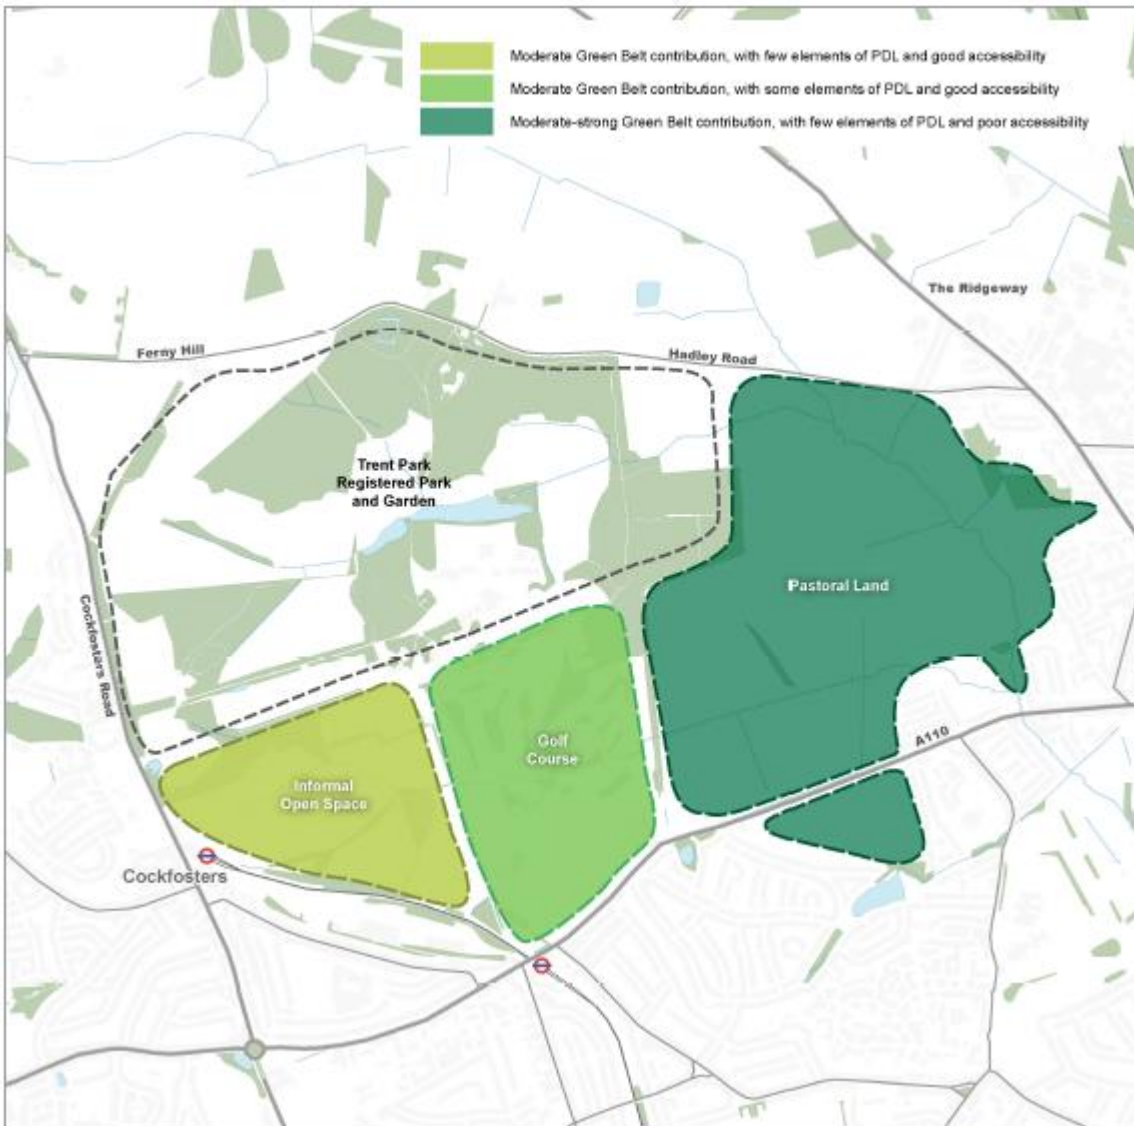 Moderate Green Belt contribution, with few elements of PDL and good accessibility
Moderate Green Belt contribution, with some elements of PDL and good accessibility
Moderate-strong Green Belt contribution, with few elements of PDL and poor accessibility
The Ridgeway
Ferny Hill
Hadley Road
Trent Park
Registered Park
and Garden
Pastoral Land
Cockfosters Road
Golf
Course
A110
Informal
Open Space
Cockfosters